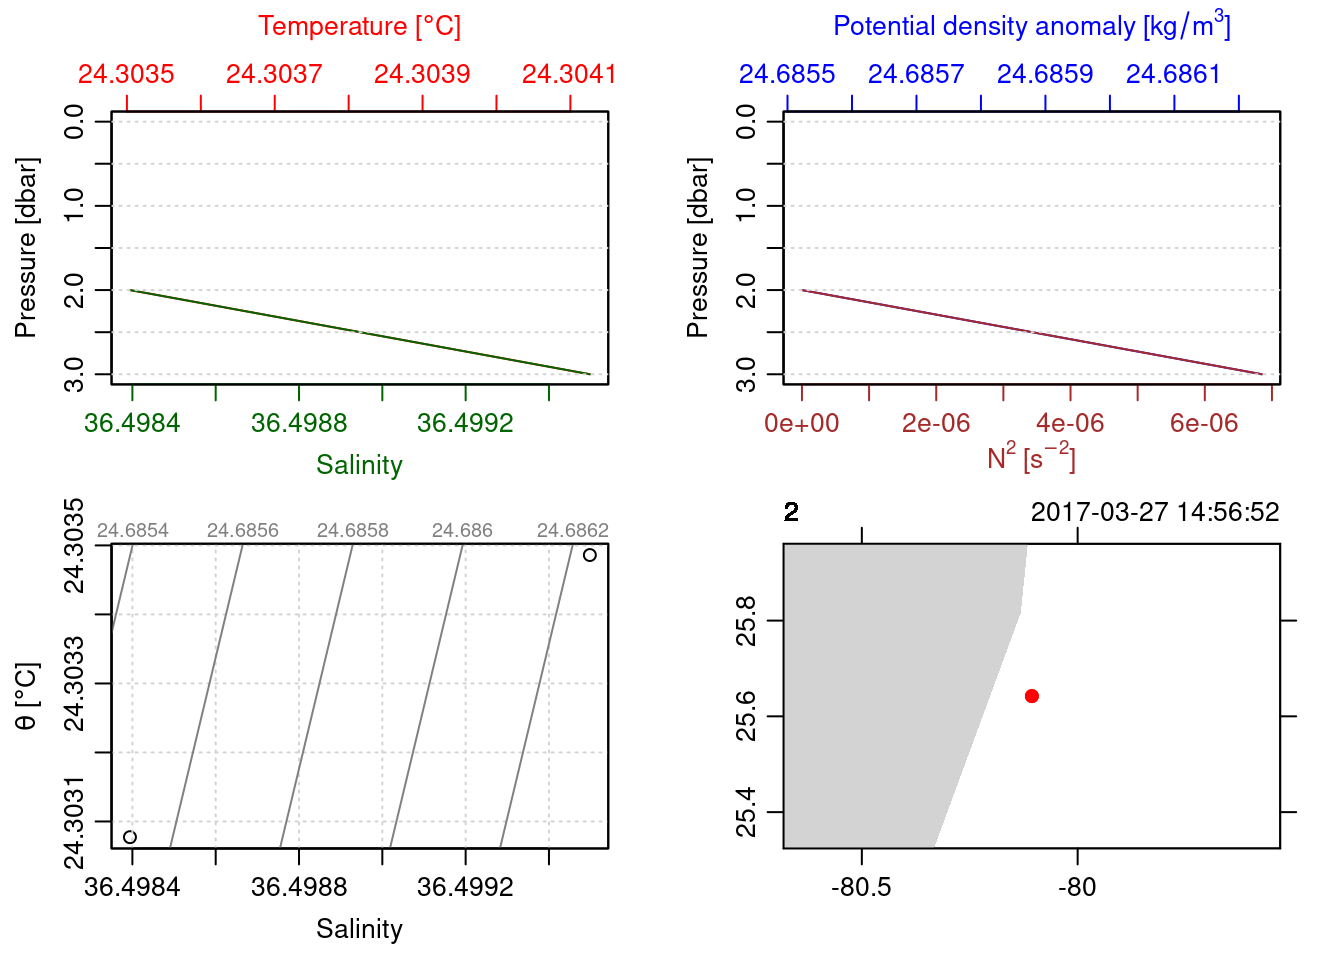 Temperature [°C]
24.3035 24.3037 24.3039 24.3041
Pressure [dbar]
0.0 1.0 2.0 3.0
36.4984 36.4988 36.4992
Salinity
Potential density anomaly [kg/m³]
24.6855 24.6857 24.6859 24.6861
Pressure [dbar]
0.0 1.0 2.0 3.0
0e+00 2e-06 4e-06 6e-06
N² [s⁻²]
24.6854 24.6856 24.6858 24.686 24.6862
θ [°C]
24.3035 24.3033 24.3031
36.4984 36.4988 36.4992
Salinity
2 2017-03-27 14:56:52
25.8 25.6 25.4
-80.5 -80